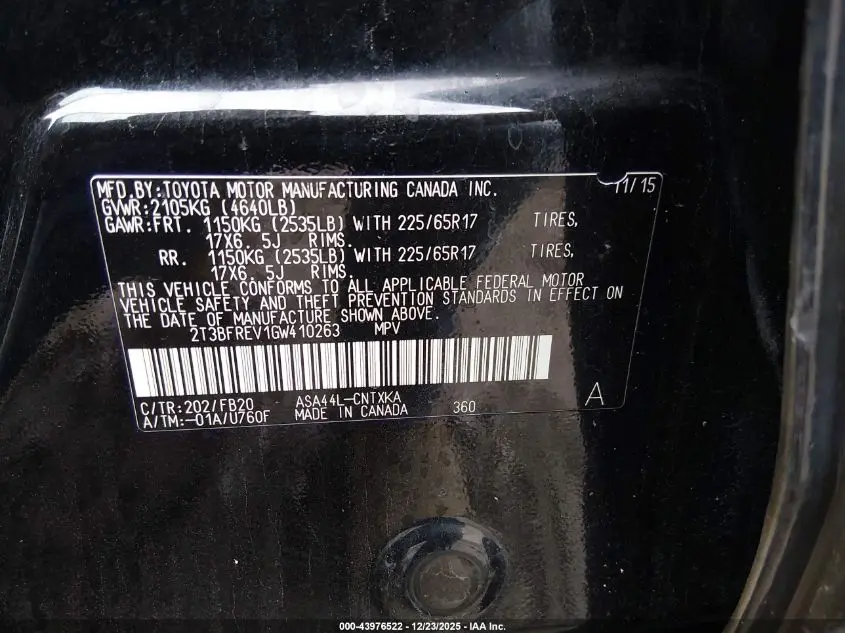 MFD.BY:TOYOTA MOTOR MANUFACTURING CANADA INC. 11/15
GVWR:2105KG (4640LB)
GAWR:FRT. 1150KG (2535LB) WITH 225/65R17 TIRES,
17X6. 5J RIMS.
RR. 1150KG (2535LB) WITH 225/65R17 TIRES,
17X6. 5J RIMS.
THIS VEHICLE CONFORMS TO ALL APPLICABLE FEDERAL MOTOR
VEHICLE SAFETY AND THEFT PREVENTION STANDARDS IN EFFECT ON
THE DATE OF MANUFACTURE SHOWN ABOVE.
2T3BFREV1GW410263 MPV
C/TR:202/FB20 ASA44L-CNTXKA
A/TM:-01A/U760F MADE IN CANADA 360 A
000-43976522 - 12/23/2025 - IAA Inc.